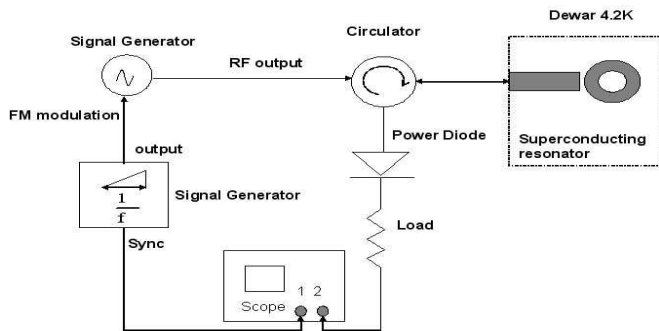 Dewar 4.2K
Signal Generator
Circulator
RF output
FM modulation
Power Diode
Superconducting
resonator
output
1
f
Signal Generator
Load
Sync
1 2
Scope